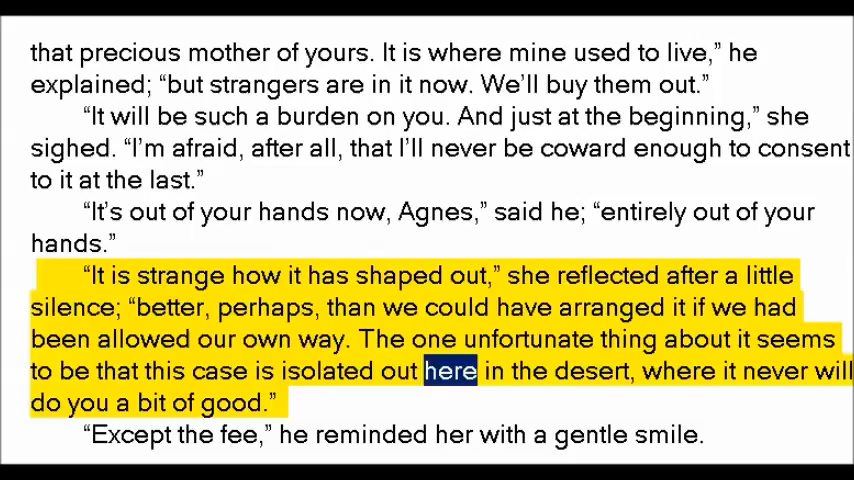 that precious mother of yours. It is where mine used to live,” he
explained; “but strangers are in it now. We’ll buy them out.”
“It will be such a burden on you. And just at the beginning,” she
sighed. “I’m afraid, after all, that I’ll never be coward enough to consent
to it at the last.”
“It’s out of your hands now, Agnes,” said he; “entirely out of your
hands.”
“It is strange how it has shaped out,” she reflected after a little
silence; “better, perhaps, than we could have arranged it if we had
been allowed our own way. The one unfortunate thing about it seems
to be that this case is isolated out here in the desert, where it never will
do you a bit of good.”
“Except the fee,” he reminded her with a gentle smile.